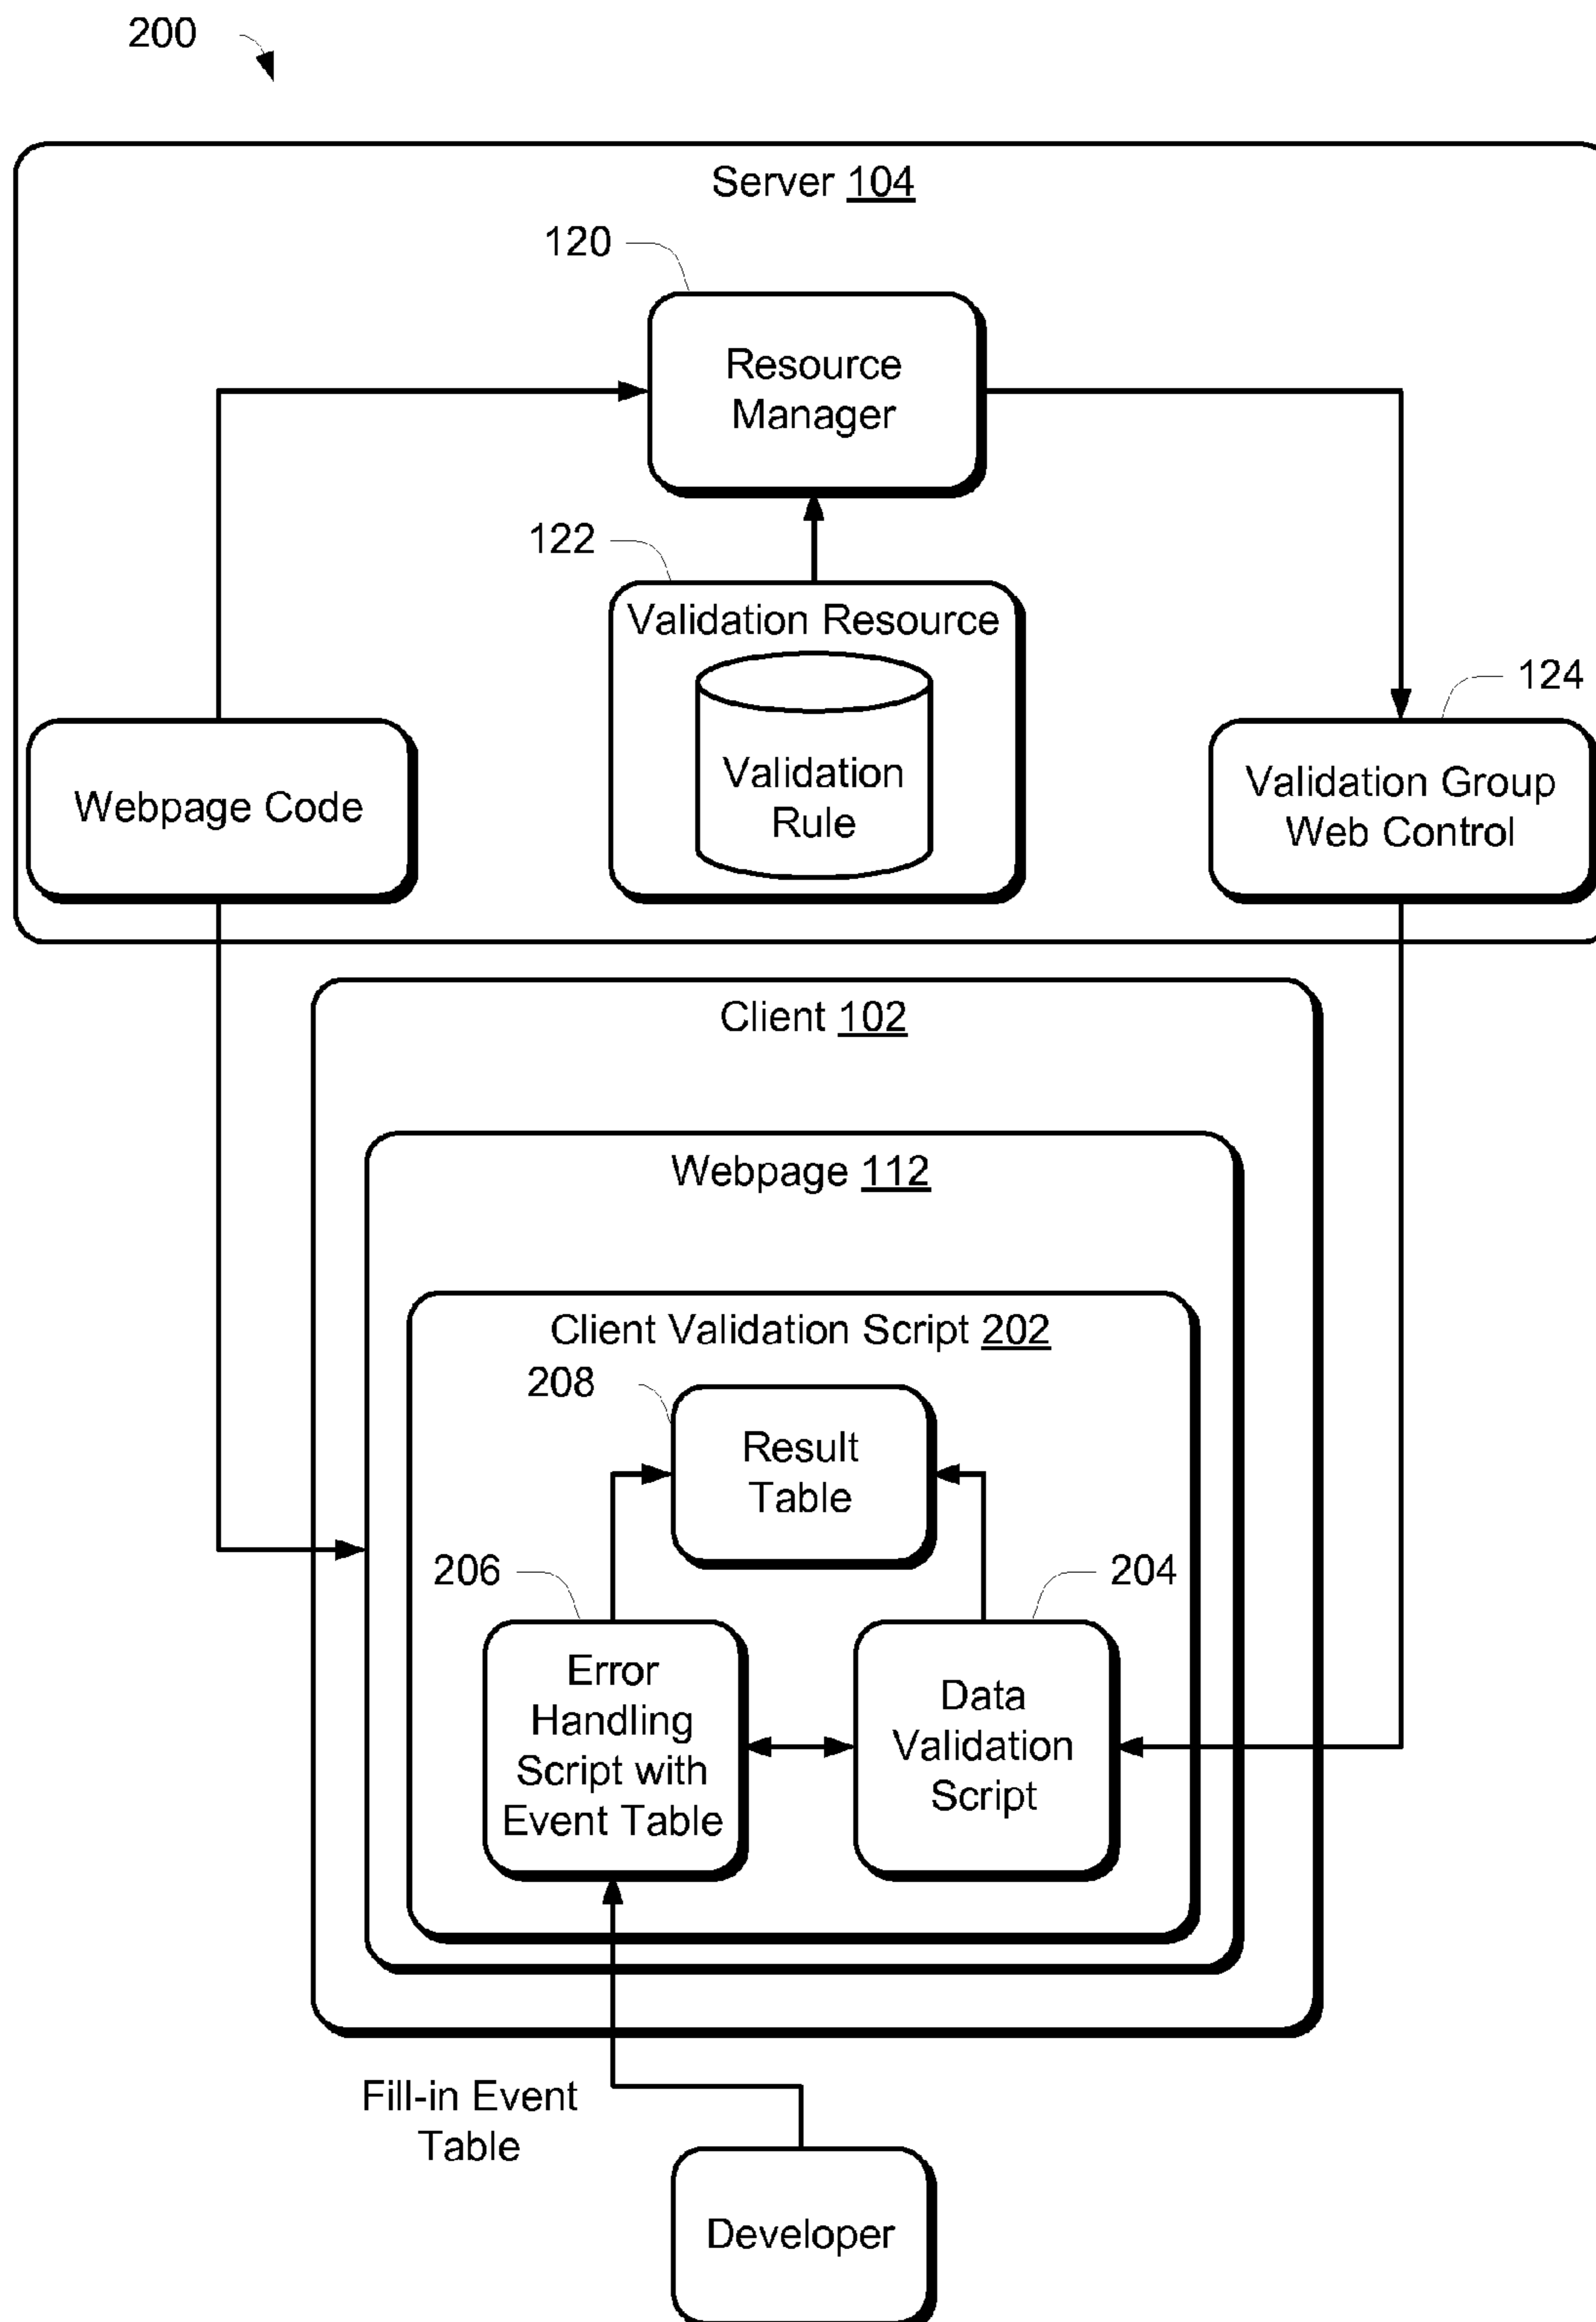 200
Server 104
120
Resource
Manager
122
Validation Resource
124
Validation
Rule
Webpage Code
Validation Group
Web Control
Client 102
Webpage 112
Client Validation Script 202
208
Result
Table
206
204
Error
Handling
Script with
Event Table
Data
Validation
Script
Fill-in Event
Table
Developer